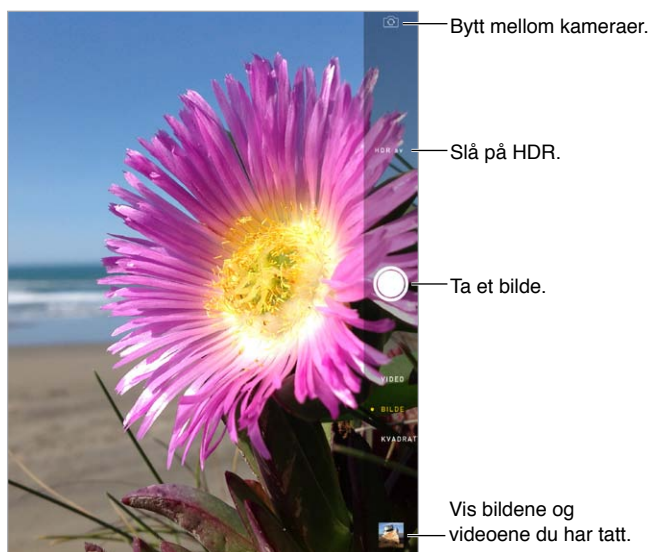 Bytt mellom kameraer.
HDR av
Slå på HDR.
Ta et bilde.
VIDEO
BILDE
KVADRAT
Vis bildene og
videoene du har tatt.